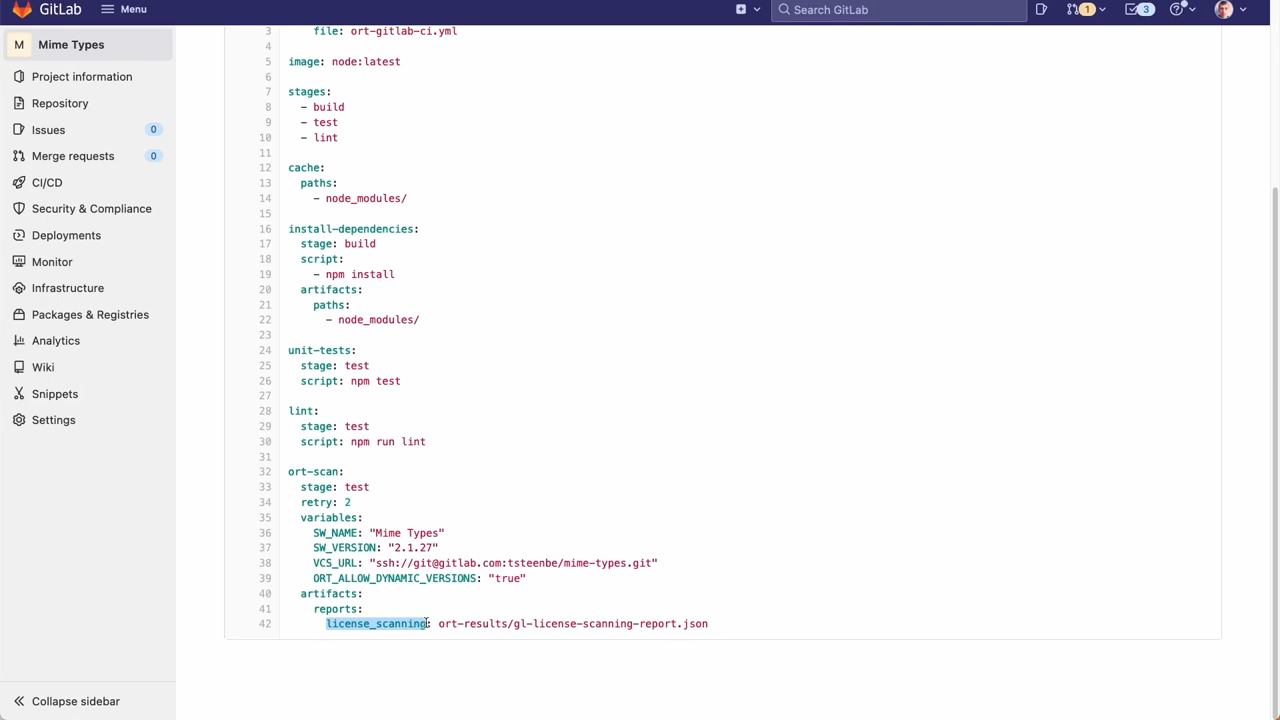 GitLab
Menu
Search GitLab
1
3
M Mime Types
Project information
Repository
Issues 0
Merge requests 0
CI/CD
Security & Compliance
Deployments
Monitor
Infrastructure
Packages & Registries
Analytics
Wiki
Snippets
Settings
Collapse sidebar
3 file: ort-gitlab-ci.yml
4
5 image: node:latest
6
7 stages:
8 - build
9 - test
10 - lint
11
12 cache:
13 paths:
14 - node_modules/
15
16 install-dependencies:
17 stage: build
18 script:
19 - npm install
20 artifacts:
21 paths:
22 - node_modules/
23
24 unit-tests:
25 stage: test
26 script: npm test
27
28 lint:
29 stage: test
30 script: npm run lint
31
32 ort-scan:
33 stage: test
34 retry: 2
35 variables:
36 SW_NAME: "Mime Types"
37 SW_VERSION: "2.1.27"
38 VCS_URL: "ssh://git@gitlab.com:tsteenbe/mime-types.git"
39 ORT_ALLOW_DYNAMIC_VERSIONS: "true"
40 artifacts:
41 reports:
42 license_scanning: ort-results/gl-license-scanning-report.json